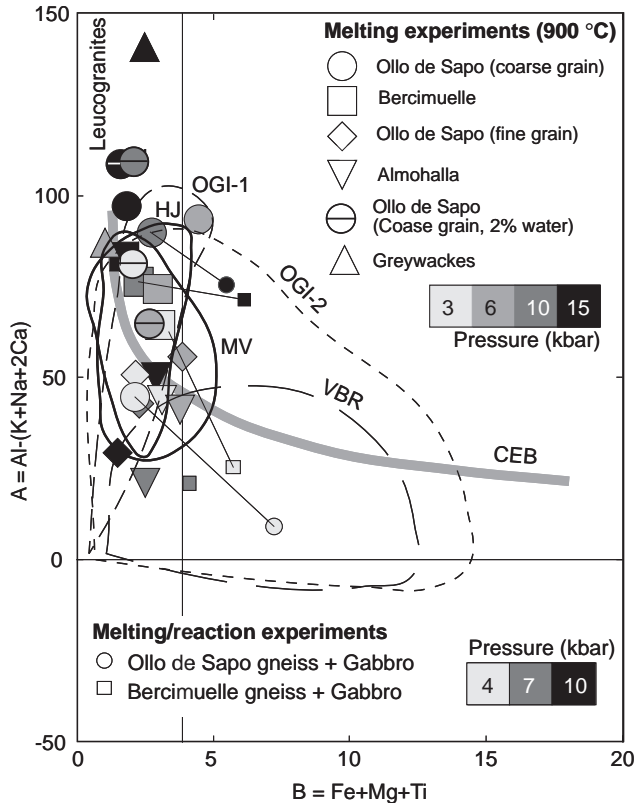 150
100
50
0
-50
A = Al-(K+Na+2Ca)
Leucogranites
Melting experiments (900 °C)
Ollo de Sapo (coarse grain)
Bercimuelle
Ollo de Sapo (fine grain)
Almohalla
Ollo de Sapo
(Coase grain, 2% water)
Greywackes
3 6 10 15
Pressure (kbar)
OGI-1
HJ
OGI-2
MV
VBR
CEB
Melting/reaction experiments
Ollo de Sapo gneiss + Gabbro
Bercimuelle gneiss + Gabbro
Pressure (kbar)
4 7 10
0 5 10 15 20
B = Fe+Mg+Ti